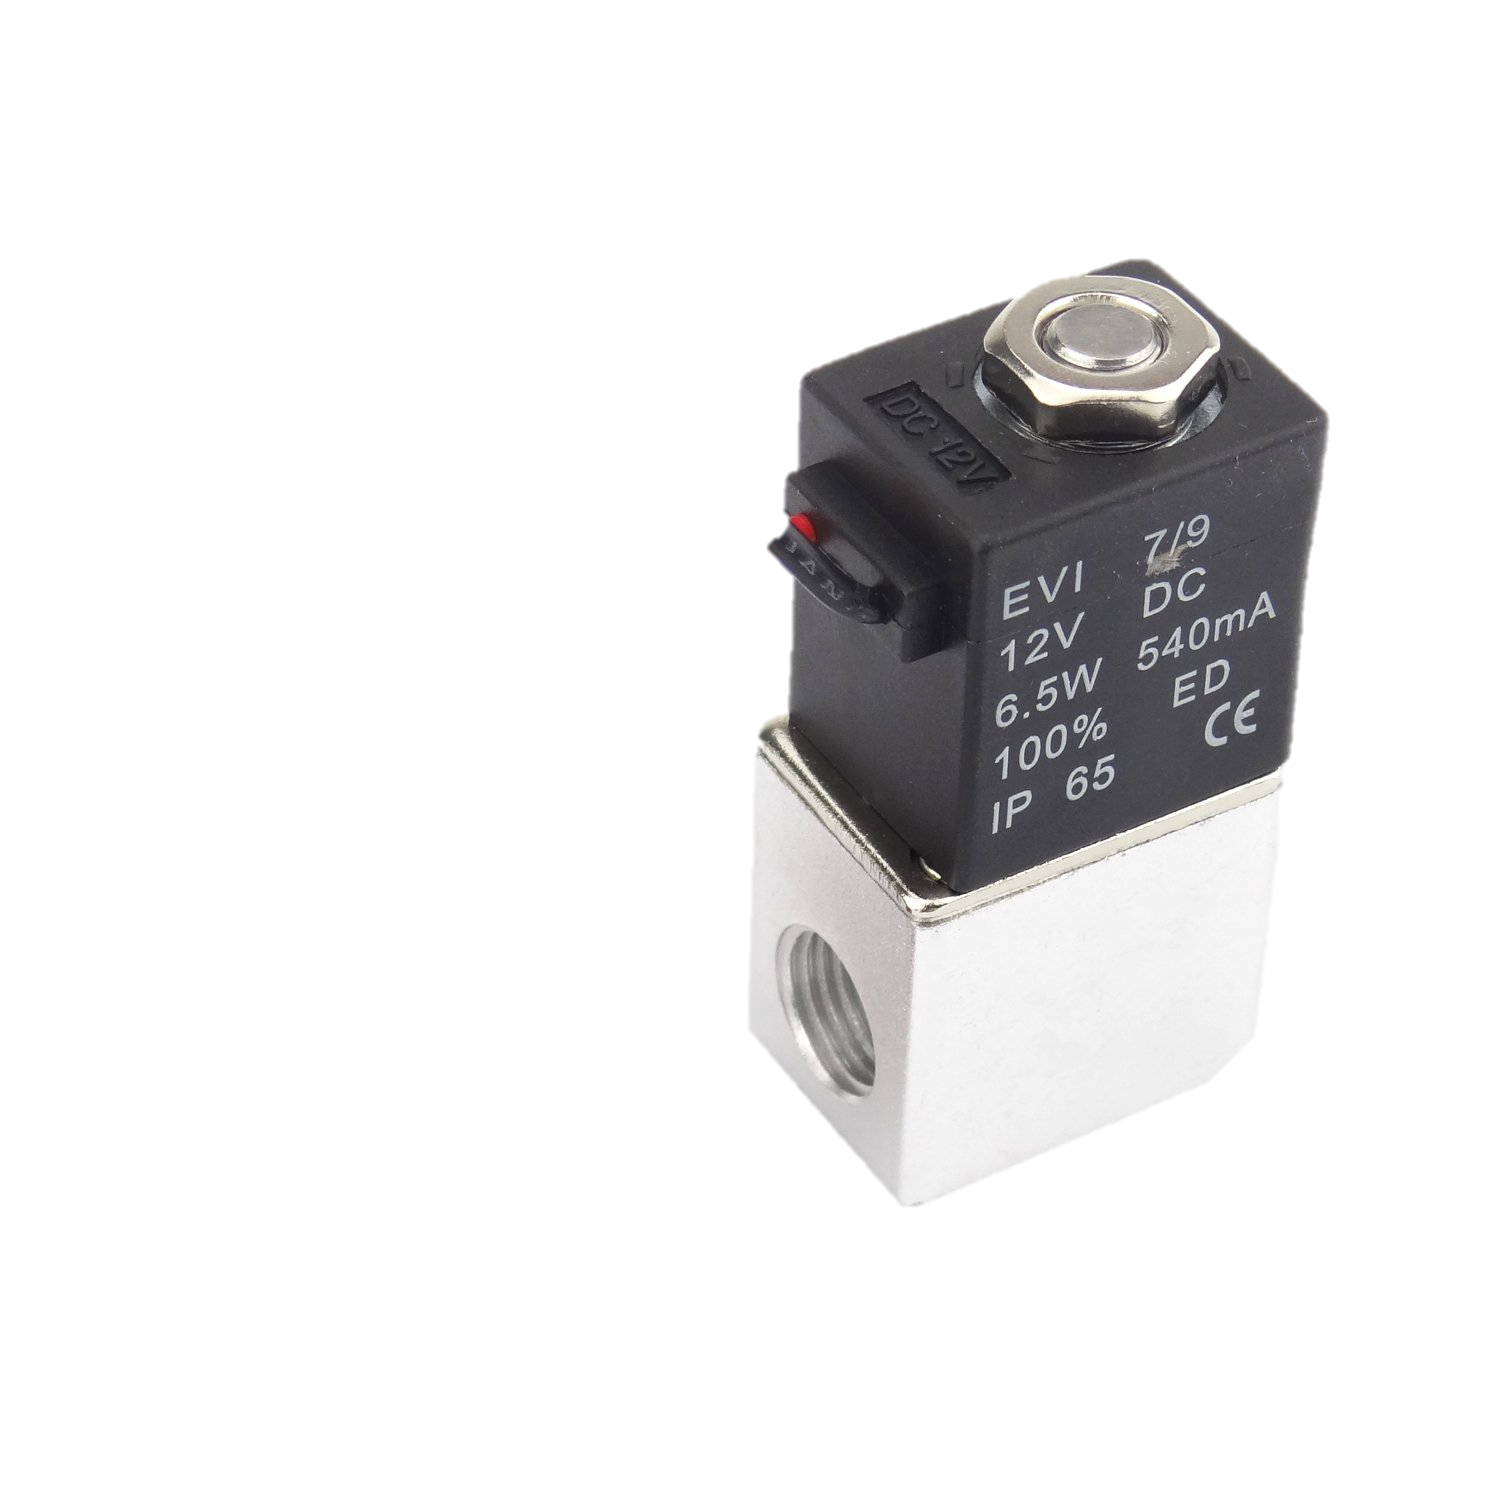 DC 12V
EVI 7/9
12V DC
6.5W 540mA
100% ED
IP 65 CE